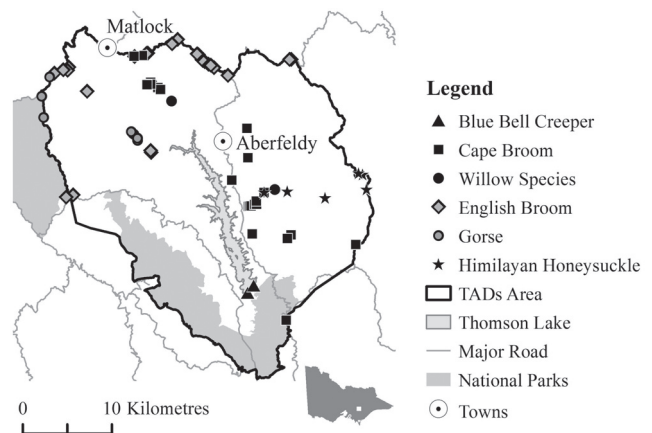 Matlock
Aberfeldy
Legend
Blue Bell Creeper
Cape Broom
Willow Species
English Broom
Gorse
Himilayan Honeysuckle
TADs Area
Thomson Lake
Major Road
National Parks
Towns
0 10 Kilometres